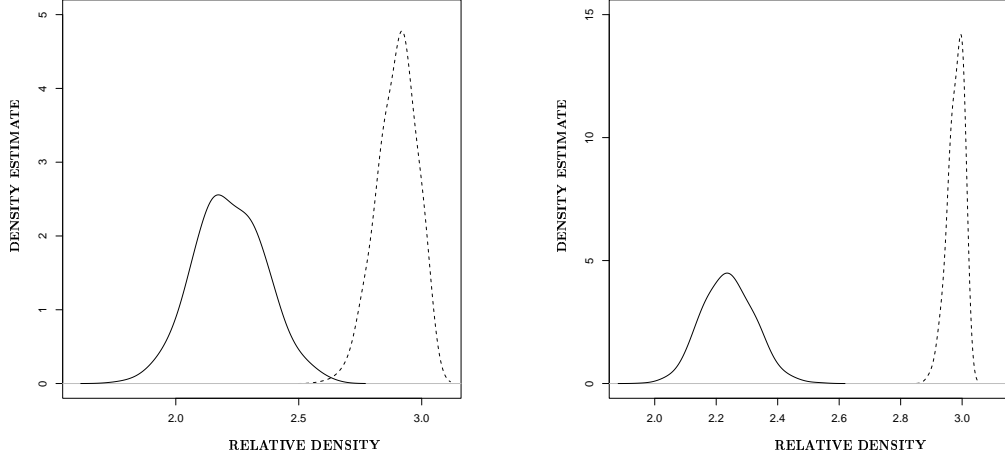 DENSITY ESTIMATE
5
4
3
2
1
0
2.0 2.5 3.0
RELATIVE DENSITY
DENSITY ESTIMATE
15
10
5
0
2.0 2.2 2.4 2.6 2.8 3.0
RELATIVE DENSITY